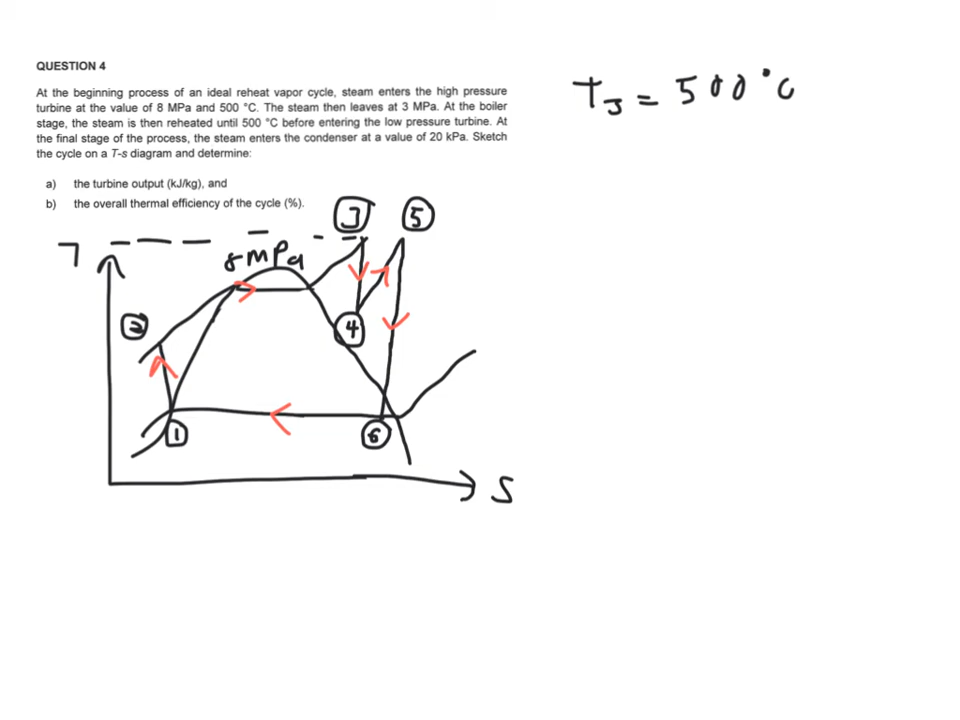 QUESTION 4
At the beginning process of an ideal reheat vapor cycle, steam enters the high pressure
turbine at the value of 8 MPa and 500 °C. The steam then leaves at 3 MPa. At the boiler
stage, the steam is then reheated until 500 °C before entering the low pressure turbine. At
the final stage of the process, the steam enters the condenser at a value of 20 kPa. Sketch
the cycle on a T-s diagram and determine:
a) the turbine output (kJ/kg), and
b) the overall thermal efficiency of the cycle (%).
T3 = 500°C
3 5
T 8MPa
2 4
1 6
S